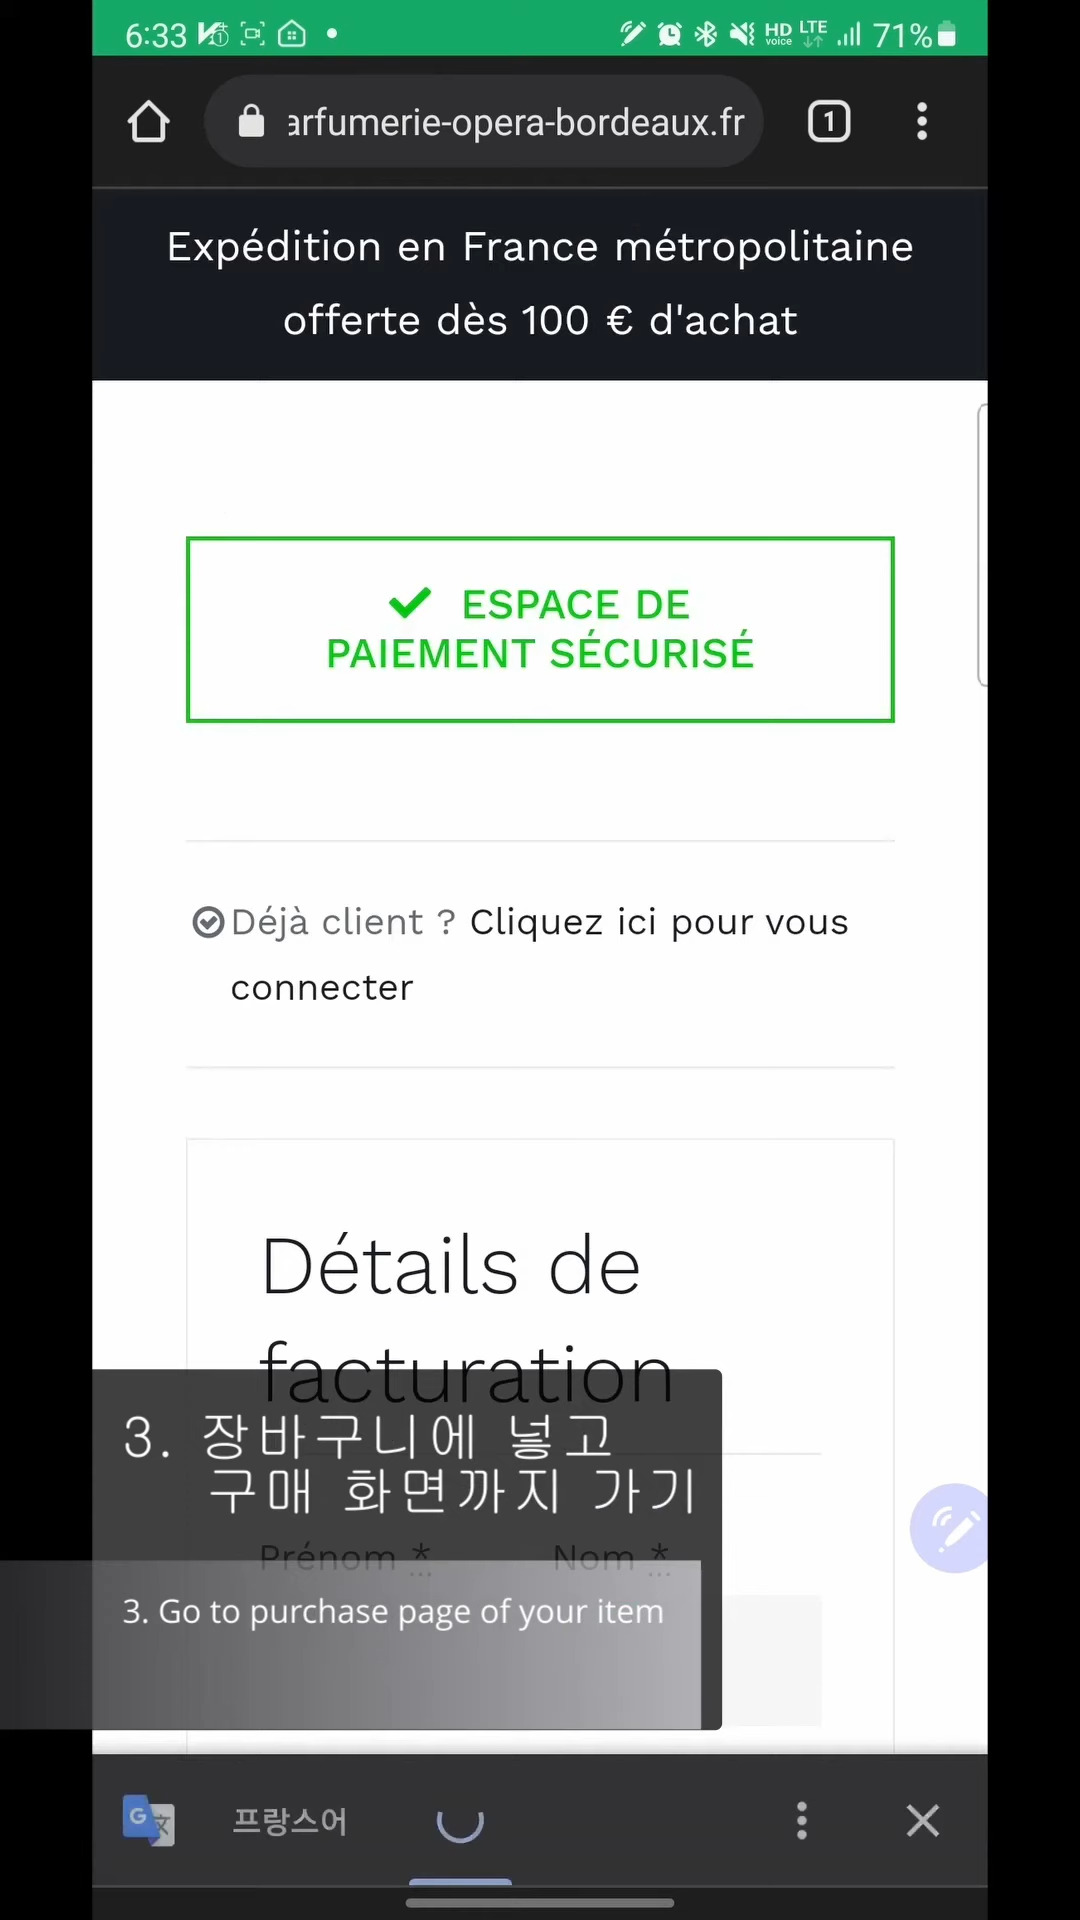 6:33
HD voice LTE 71%
arfumerie-opera-bordeaux.fr
1
Expédition en France métropolitaine
offerte dès 100 € d'achat
ESPACE DE
PAIEMENT SÉCURISÉ
Déjà client ? Cliquez ici pour vous
connecter
Détails de
facturation
3. 장바구니에 넣고
구매 화면까지 가기
Prénom * Nom *
3. Go to purchase page of your item
프랑스어